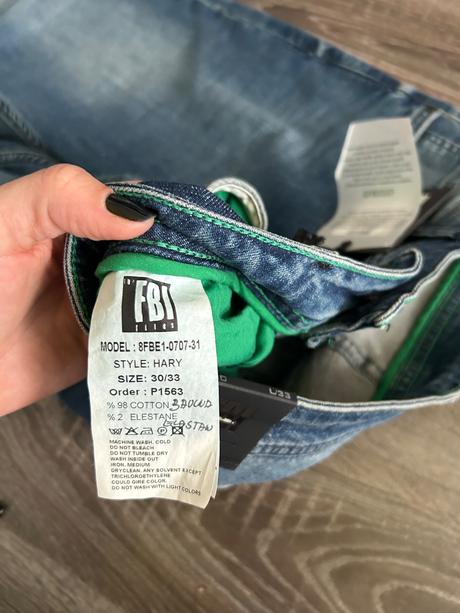 FBI
files
MODEL : 8FBE1-0707-31
STYLE: HARY
SIZE: 30/33
Order : P1563
% 98 COTTON
% 2 ELESTANE
MACHINE WASH, COLD
DO NOT BLEACH
DO NOT TUMBLE DRY
WASH INSIDE OUT
IRON, MEDIUM
DRYCLEAN, ANY SOLVENT EXCEPT
TRICHLOROETHYLENE
COULD GIRE COLOR.
DO NOT WASH WITH LIGHT COLORS
L33